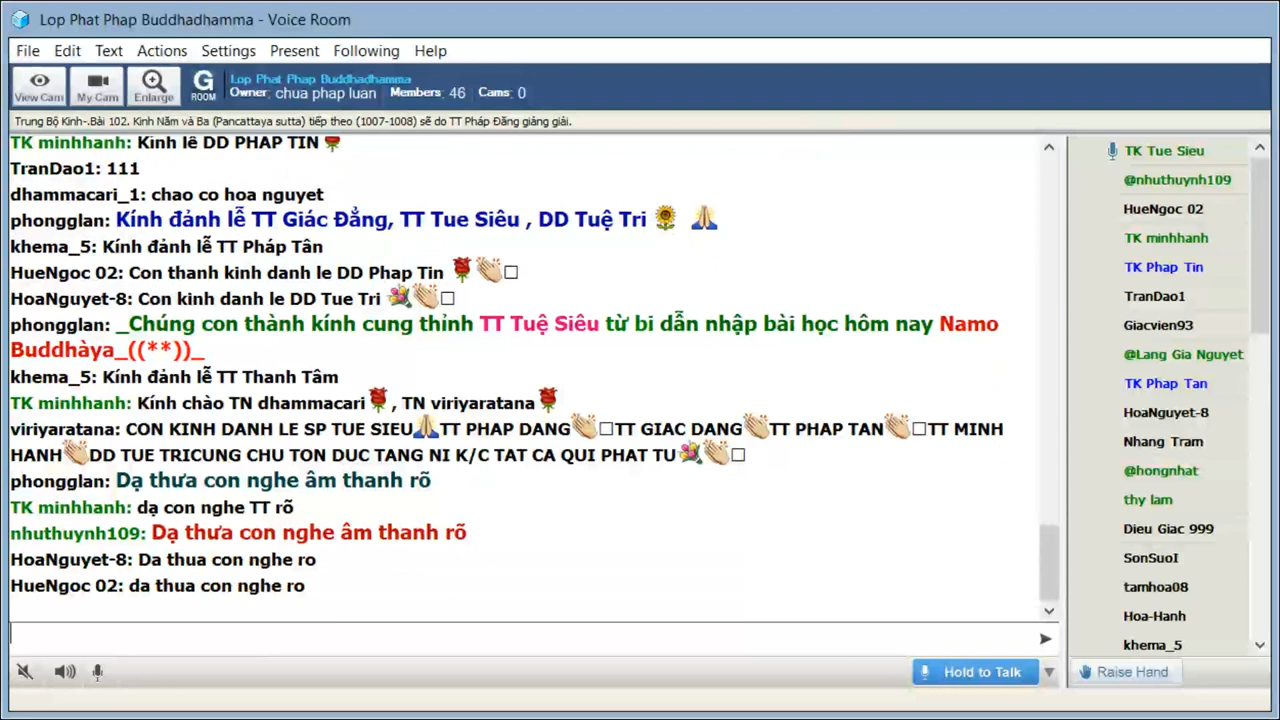 Lop Phat Phap Buddhadhamma - Voice Room
File Edit Text Actions Settings Present Following Help
View Cam My Cam Enlarge G ROOM
Lop Phat Phap Buddhadhamma
Owner: chua phap luan Members: 46 Cams: 0
Trung Bộ Kinh-.Bài 102. Kinh Năm và Ba (Pancattaya sutta) tiếp theo (1007-1008) sẽ do TT Pháp Đăng giảng giải.
TK minhhanh: Kính lễ DD PHAP TIN 🌹
TranDao1: 111
dhammacari_1: chao co hoa nguyet
phongglan: Kính đảnh lễ TT Giác Đẳng, TT Tue Siêu , DD Tuệ Tri 🌻 🙏
khema_5: Kính đảnh lễ TT Pháp Tân
HueNgoc 02: Con thanh kinh danh le DD Phap Tin 🌹👏□
HoaNguyet-8: Con kinh danh le DD Tue Tri 💐👏□
phongglan: _Chúng con thành kính cung thỉnh TT Tuệ Siêu từ bi dẫn nhập bài học hôm nay Namo
Buddhàya_((**))_
khema_5: Kính đảnh lễ TT Thanh Tâm
TK minhhanh: Kính chào TN dhammacari🌹, TN viriyaratana🌹
viriyaratana: CON KINH DANH LE SP TUE SIEU🙏TT PHAP DANG👏□TT GIAC DANG👏TT PHAP TAN👏□TT MINH
HANH👏DD TUE TRICUNG CHU TON DUC TANG NI K/C TAT CA QUI PHAT TU💐👏□
phongglan: Dạ thưa con nghe âm thanh rõ
TK minhhanh: dạ con nghe TT rõ
nhuthuynh109: Dạ thưa con nghe âm thanh rõ
HoaNguyet-8: Da thua con nghe ro
HueNgoc 02: da thua con nghe ro
Hold to Talk
TK Tue Sieu
@nhuthuynh109
HueNgoc 02
TK minhhanh
TK Phap Tin
TranDao1
Giacvien93
@Lang Gia Nguyet
TK Phap Tan
HoaNguyet-8
Nhang Tram
@hongnhat
thy lam
Dieu Giac 999
SonSuoI
tamhoa08
Hoa-Hanh
khema_5
Raise Hand